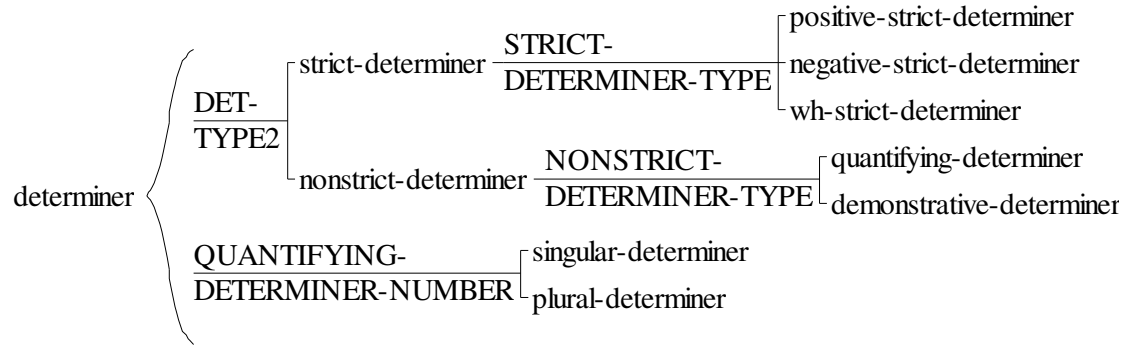 positive-strict-determiner
STRICT-
strict-determiner
DETERMINER-TYPE
negative-strict-determiner
wh-strict-determiner
DET-
TYPE2
NONSTRICT-
quantifying-determiner
nonstrict-determiner
DETERMINER-TYPE
demonstrative-determiner
determiner
QUANTIFYING-
singular-determiner
DETERMINER-NUMBER
plural-determiner